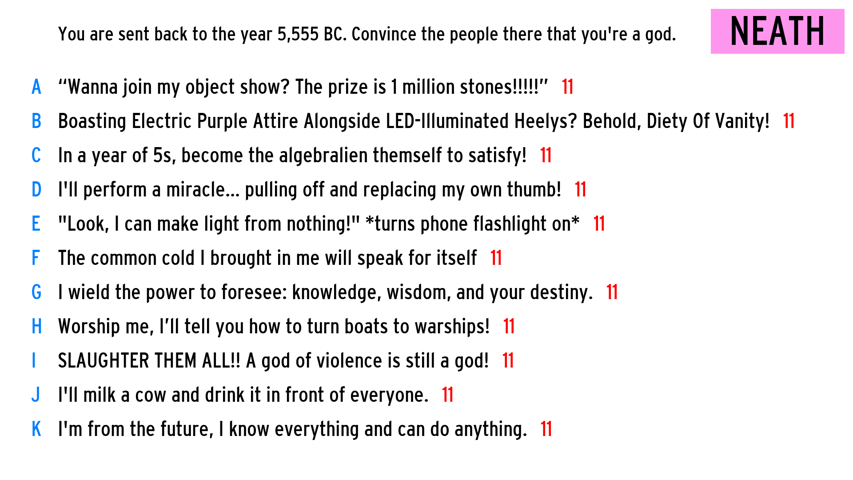 You are sent back to the year 5,555 BC. Convince the people there that you're a god.
NEATH
A “Wanna join my object show? The prize is 1 million stones!!!!!” 11
B Boasting Electric Purple Attire Alongside LED-Illuminated Heelys? Behold, Diety Of Vanity! 11
C In a year of 5s, become the algebralien themself to satisfy! 11
D I'll perform a miracle... pulling off and replacing my own thumb! 11
E "Look, I can make light from nothing!" *turns phone flashlight on* 11
F The common cold I brought in me will speak for itself 11
G I wield the power to foresee: knowledge, wisdom, and your destiny. 11
H Worship me, I’ll tell you how to turn boats to warships! 11
I SLAUGHTER THEM ALL!! A god of violence is still a god! 11
J I'll milk a cow and drink it in front of everyone. 11
K I'm from the future, I know everything and can do anything. 11